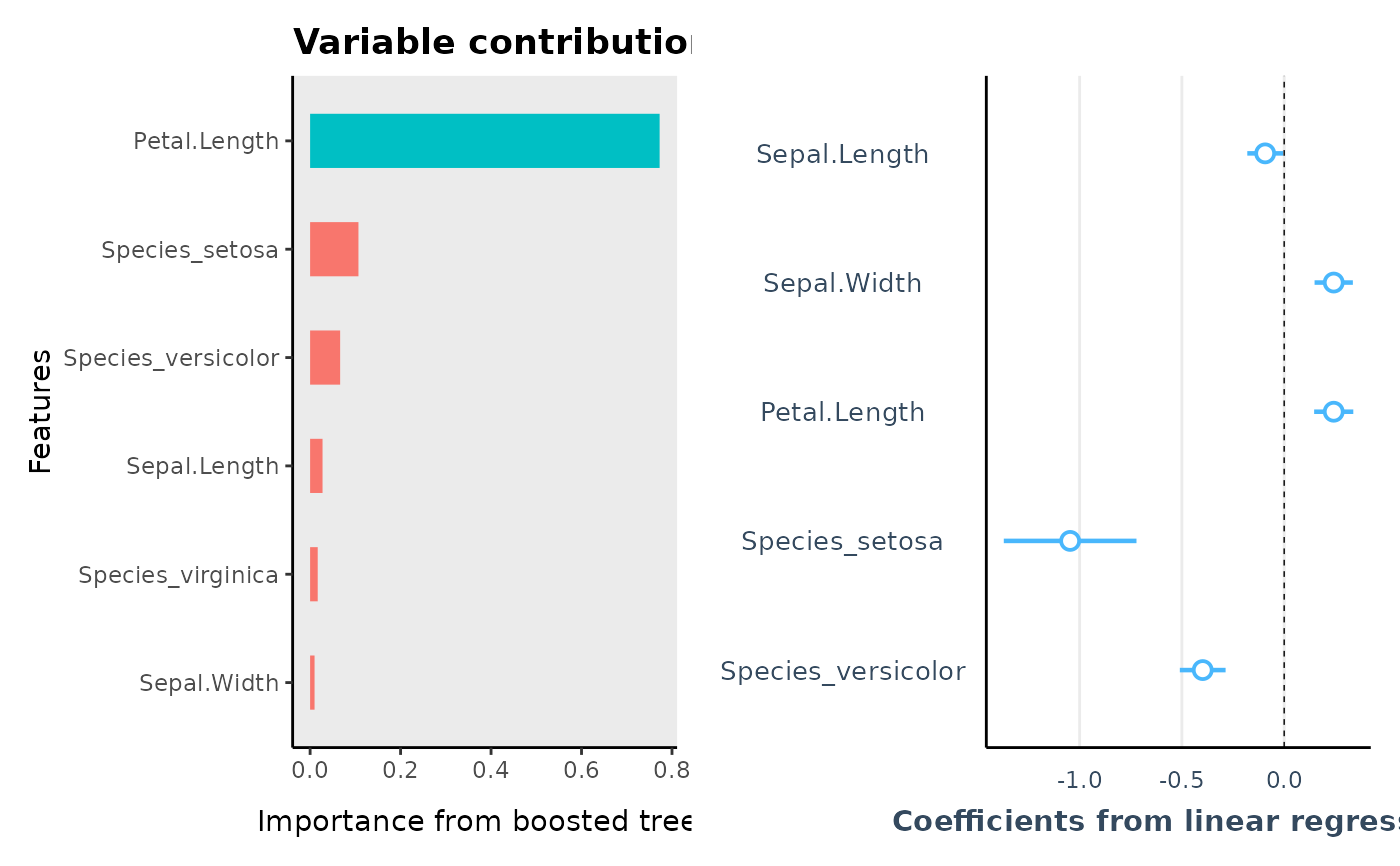 Variable contribution
Features
Petal.Length
Species_setosa
Species_versicolor
Sepal.Length
Species_virginica
Sepal.Width
0.0 0.2 0.4 0.6 0.8
Importance from boosted tree
Sepal.Length
Sepal.Width
Petal.Length
Species_setosa
Species_versicolor
-1.0 -0.5 0.0
Coefficients from linear regress